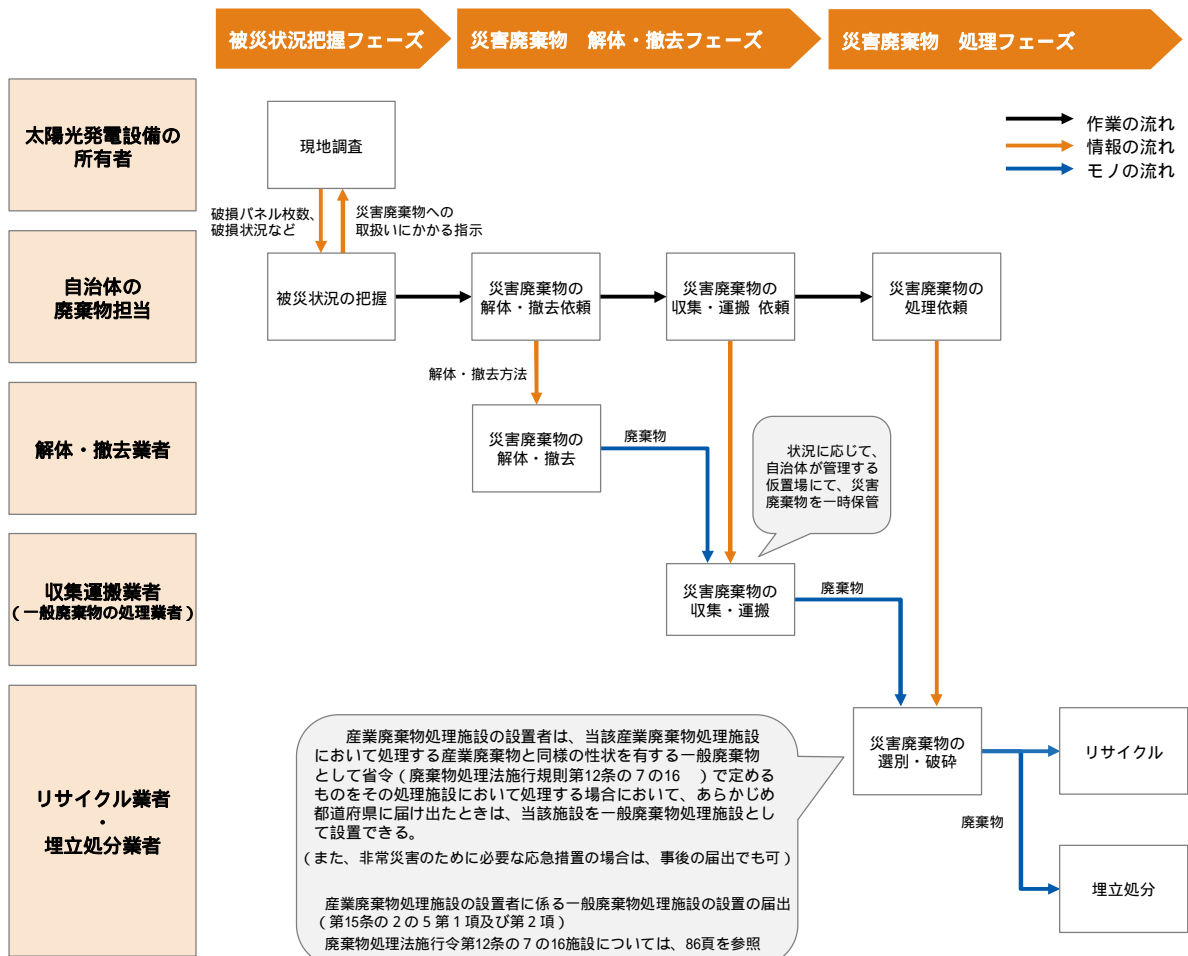 被災状況把握フェーズ
災害廃棄物　解体・撤去フェーズ
災害廃棄物　処理フェーズ
作業の流れ
情報の流れ
モノの流れ
太陽光発電設備の
所有者
現地調査
破損パネル枚数、
破損状況など
災害廃棄物への
取扱いにかかる指示
自治体の
廃棄物担当
被災状況の把握
災害廃棄物の
解体・撤去依頼
災害廃棄物の
収集・運搬 依頼
災害廃棄物の
処理依頼
解体・撤去方法
解体・撤去業者
災害廃棄物の
解体・撤去
廃棄物
状況に応じて、
自治体が管理する
仮置場にて、災害
廃棄物を一時保管
収集運搬業者
（一般廃棄物の処理業者）
災害廃棄物の
収集・運搬
廃棄物
リサイクル業者
・
埋立処分業者
産業廃棄物処理施設の設置者は、当該産業廃棄物処理施設
において処理する産業廃棄物と同様の性状を有する一般廃棄物
として省令（廃棄物処理法施行規則第12条の７の16　）で定める
ものをその処理施設において処理する場合において、あらかじめ
都道府県に届け出たときは、当該施設を一般廃棄物処理施設とし
て設置できる。
（また、非常災害のために必要な応急措置の場合は、事後の届出でも可）
産業廃棄物処理施設の設置者に係る一般廃棄物処理施設の設置の届出
（第15条の２の５第１項及び第２項）
廃棄物処理法施行令第12条の７の16施設については、86頁を参照
災害廃棄物の
選別・破砕
リサイクル
廃棄物
埋立処分